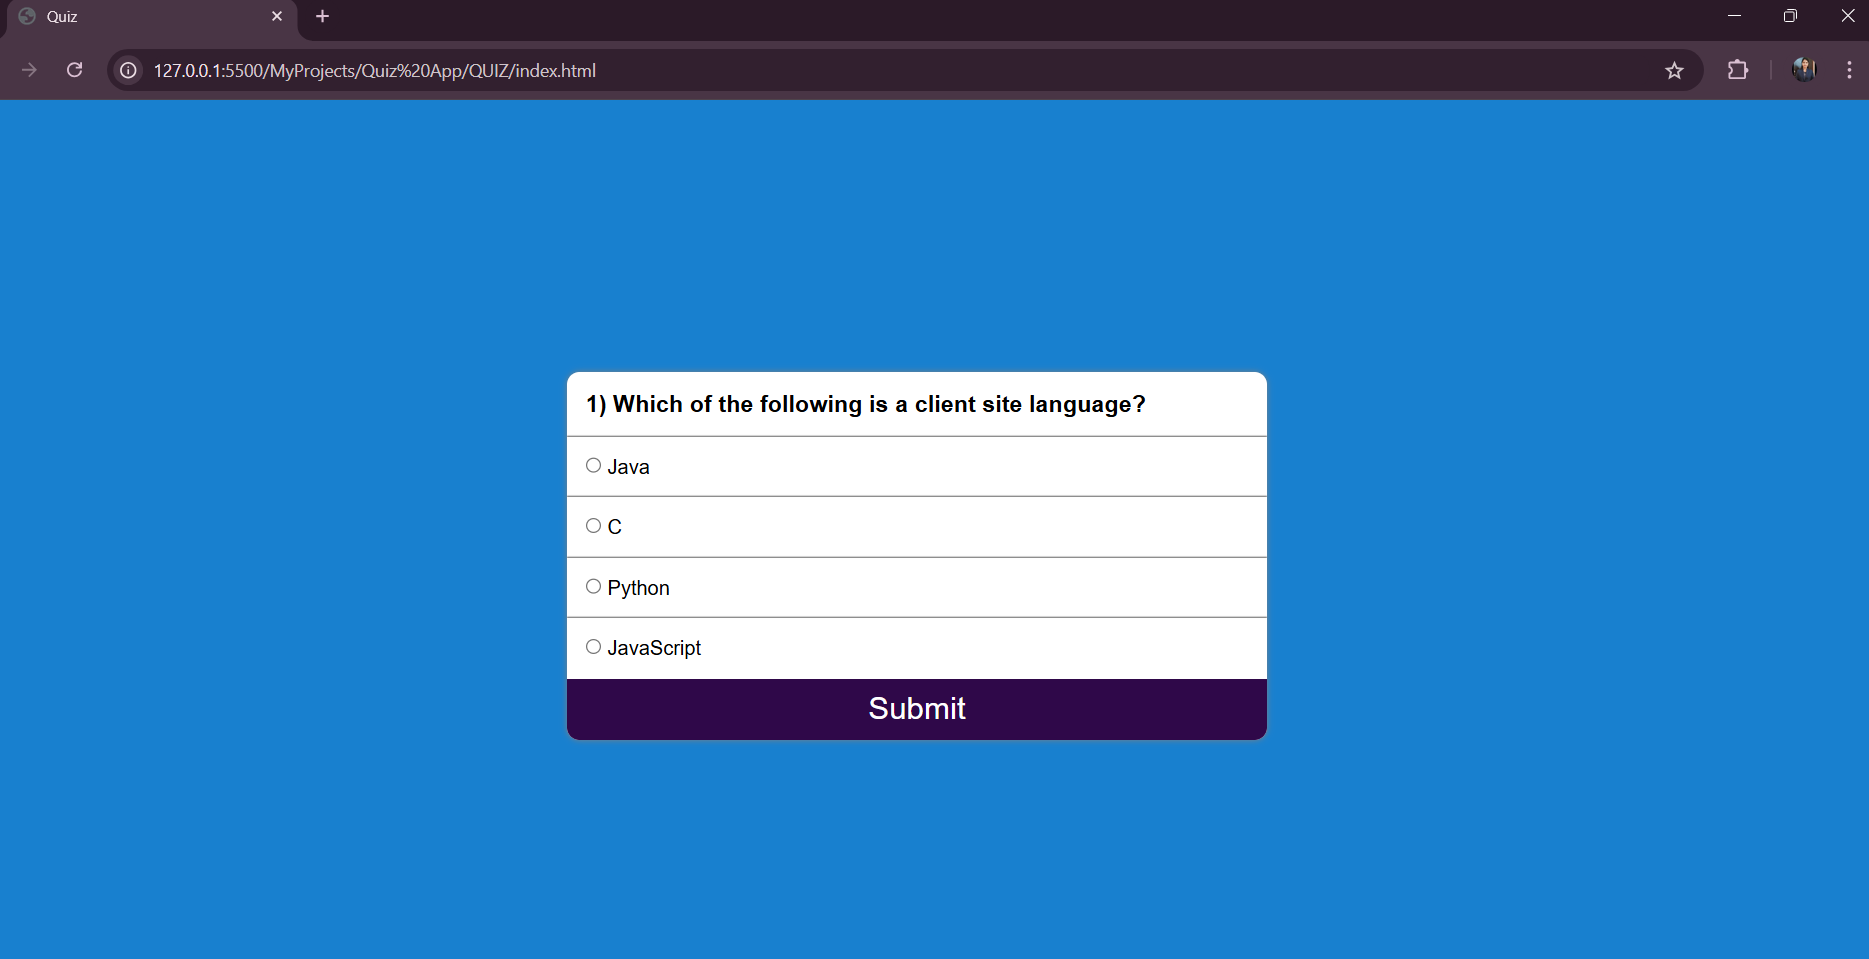 Quiz
127.0.0.1:5500/MyProjects/Quiz%20App/QUIZ/index.html
1) Which of the following is a client site language?
Java
C
Python
JavaScript
Submit